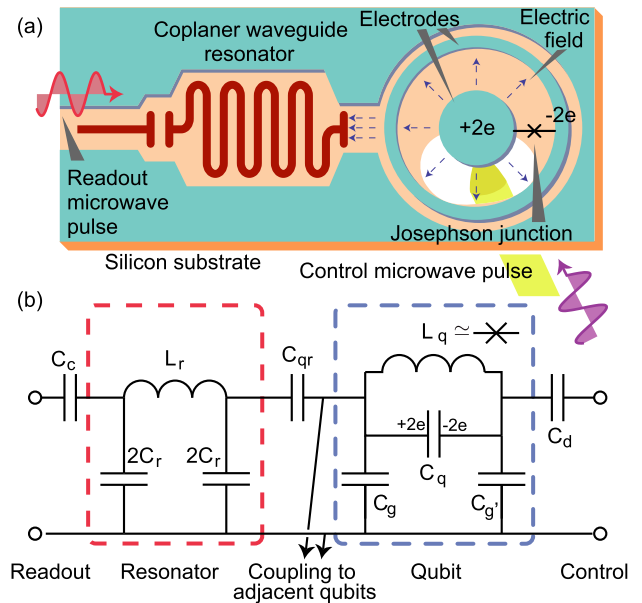 (a)
Coplaner waveguide
resonator
Electrodes
Electric
field
+2e
-2e
Readout
microwave
pulse
Josephson junction
Silicon substrate
Control microwave pulse
(b)
L q ≃
C c
L r
C qr
+2e
-2e
C d
2C r
2C r
C q
C g
C g'
Readout
Resonator
Coupling to
adjacent qubits
Qubit
Control